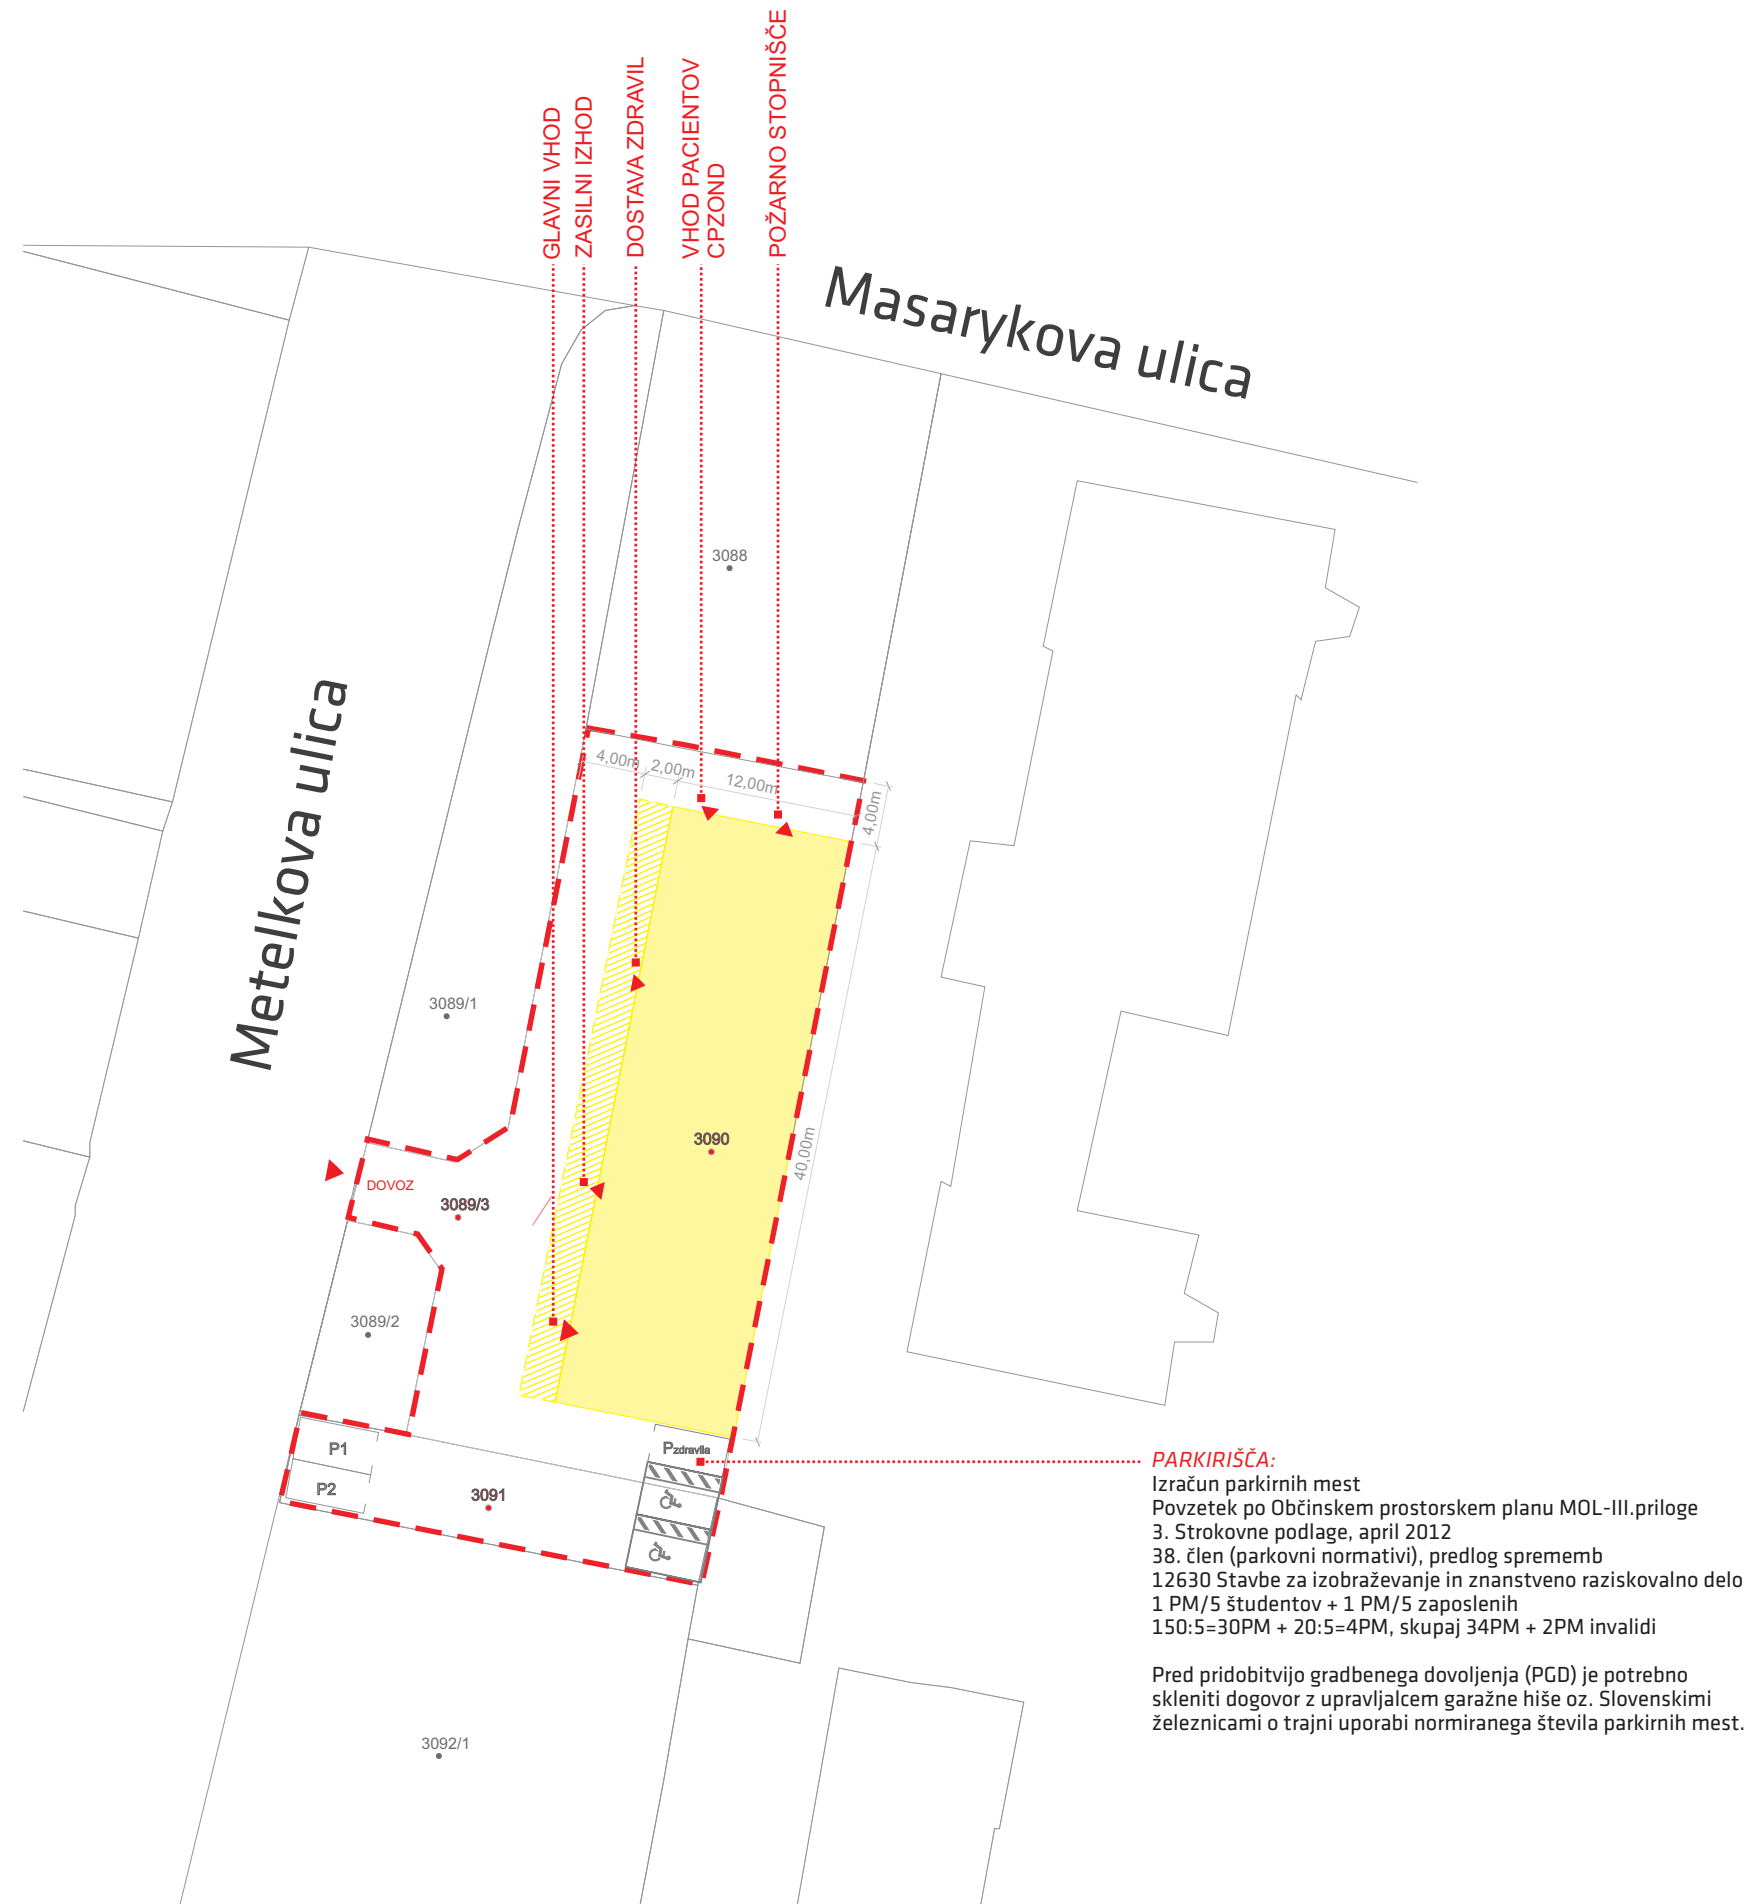 GLAVNI VHOD
ZASILNI IZHOD
DOSTAVA ZDRAVIL
VHOD PACIENTOV
CPZOND
POŽARNO STOPNIŠČE
Masarykova ulica
3088
Metelkova ulica
4,00m
2,00m
12,00m
4,00m
3089/1
3090
40,00m
DOVOZ
3089/3
3089/2
P1
P2
3091
Pzdravila
3092/1
PARKIRIŠČA:
Izračun parkirnih mest
Povzetek po Občinskem prostorskem planu MOL-III.priloge
3. Strokovne podlage, april 2012
38. člen (parkovni normativi), predlog sprememb
12630 Stavbe za izobraževanje in znanstveno raziskovalno delo
1 PM/5 študentov + 1 PM/5 zaposlenih
150:5=30PM + 20:5=4PM, skupaj 34PM + 2PM invalidi
Pred pridobitvijo gradbenega dovoljenja (PGD) je potrebno
skleniti dogovor z upravljalcem garažne hiše oz. Slovenskimi
železnicami o trajni uporabi normiranega števila parkirnih mest.